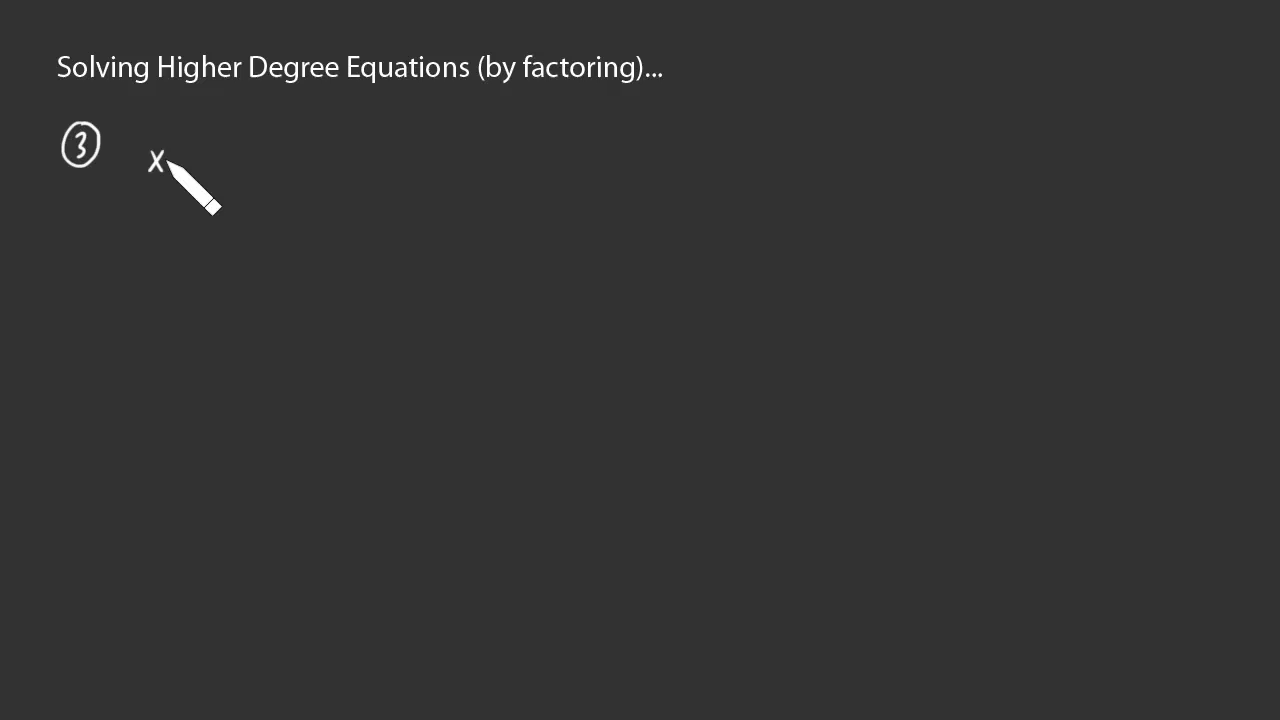 Solving Higher Degree Equations (by factoring)...
③ x